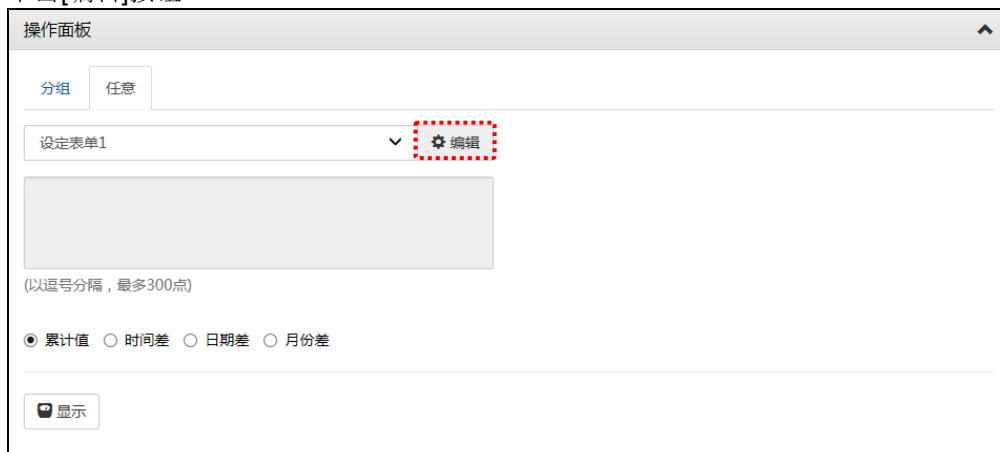 操作面板
分组 任意
设定表单1 编辑
(以逗号分隔，最多300点)
累计值 时间差 日期差 月份差
显示